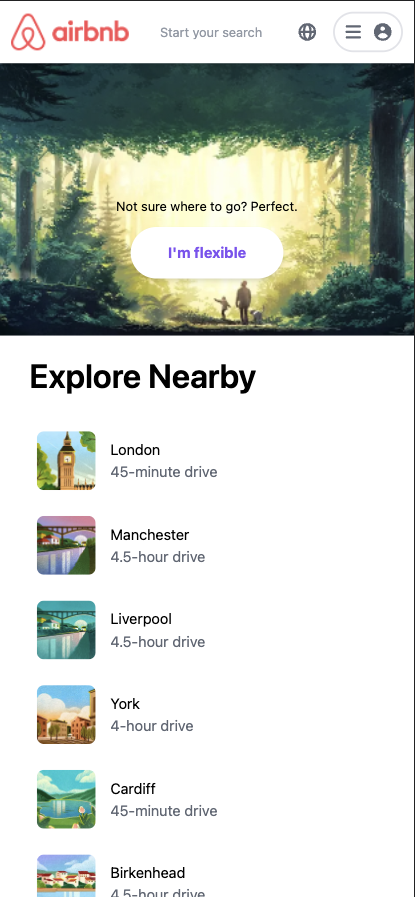 airbnb
Start your search
Not sure where to go? Perfect.
I'm flexible
Explore Nearby
London
45-minute drive
Manchester
4.5-hour drive
Liverpool
4.5-hour drive
York
4-hour drive
Cardiff
45-minute drive
Birkenhead
4.5-hour drive